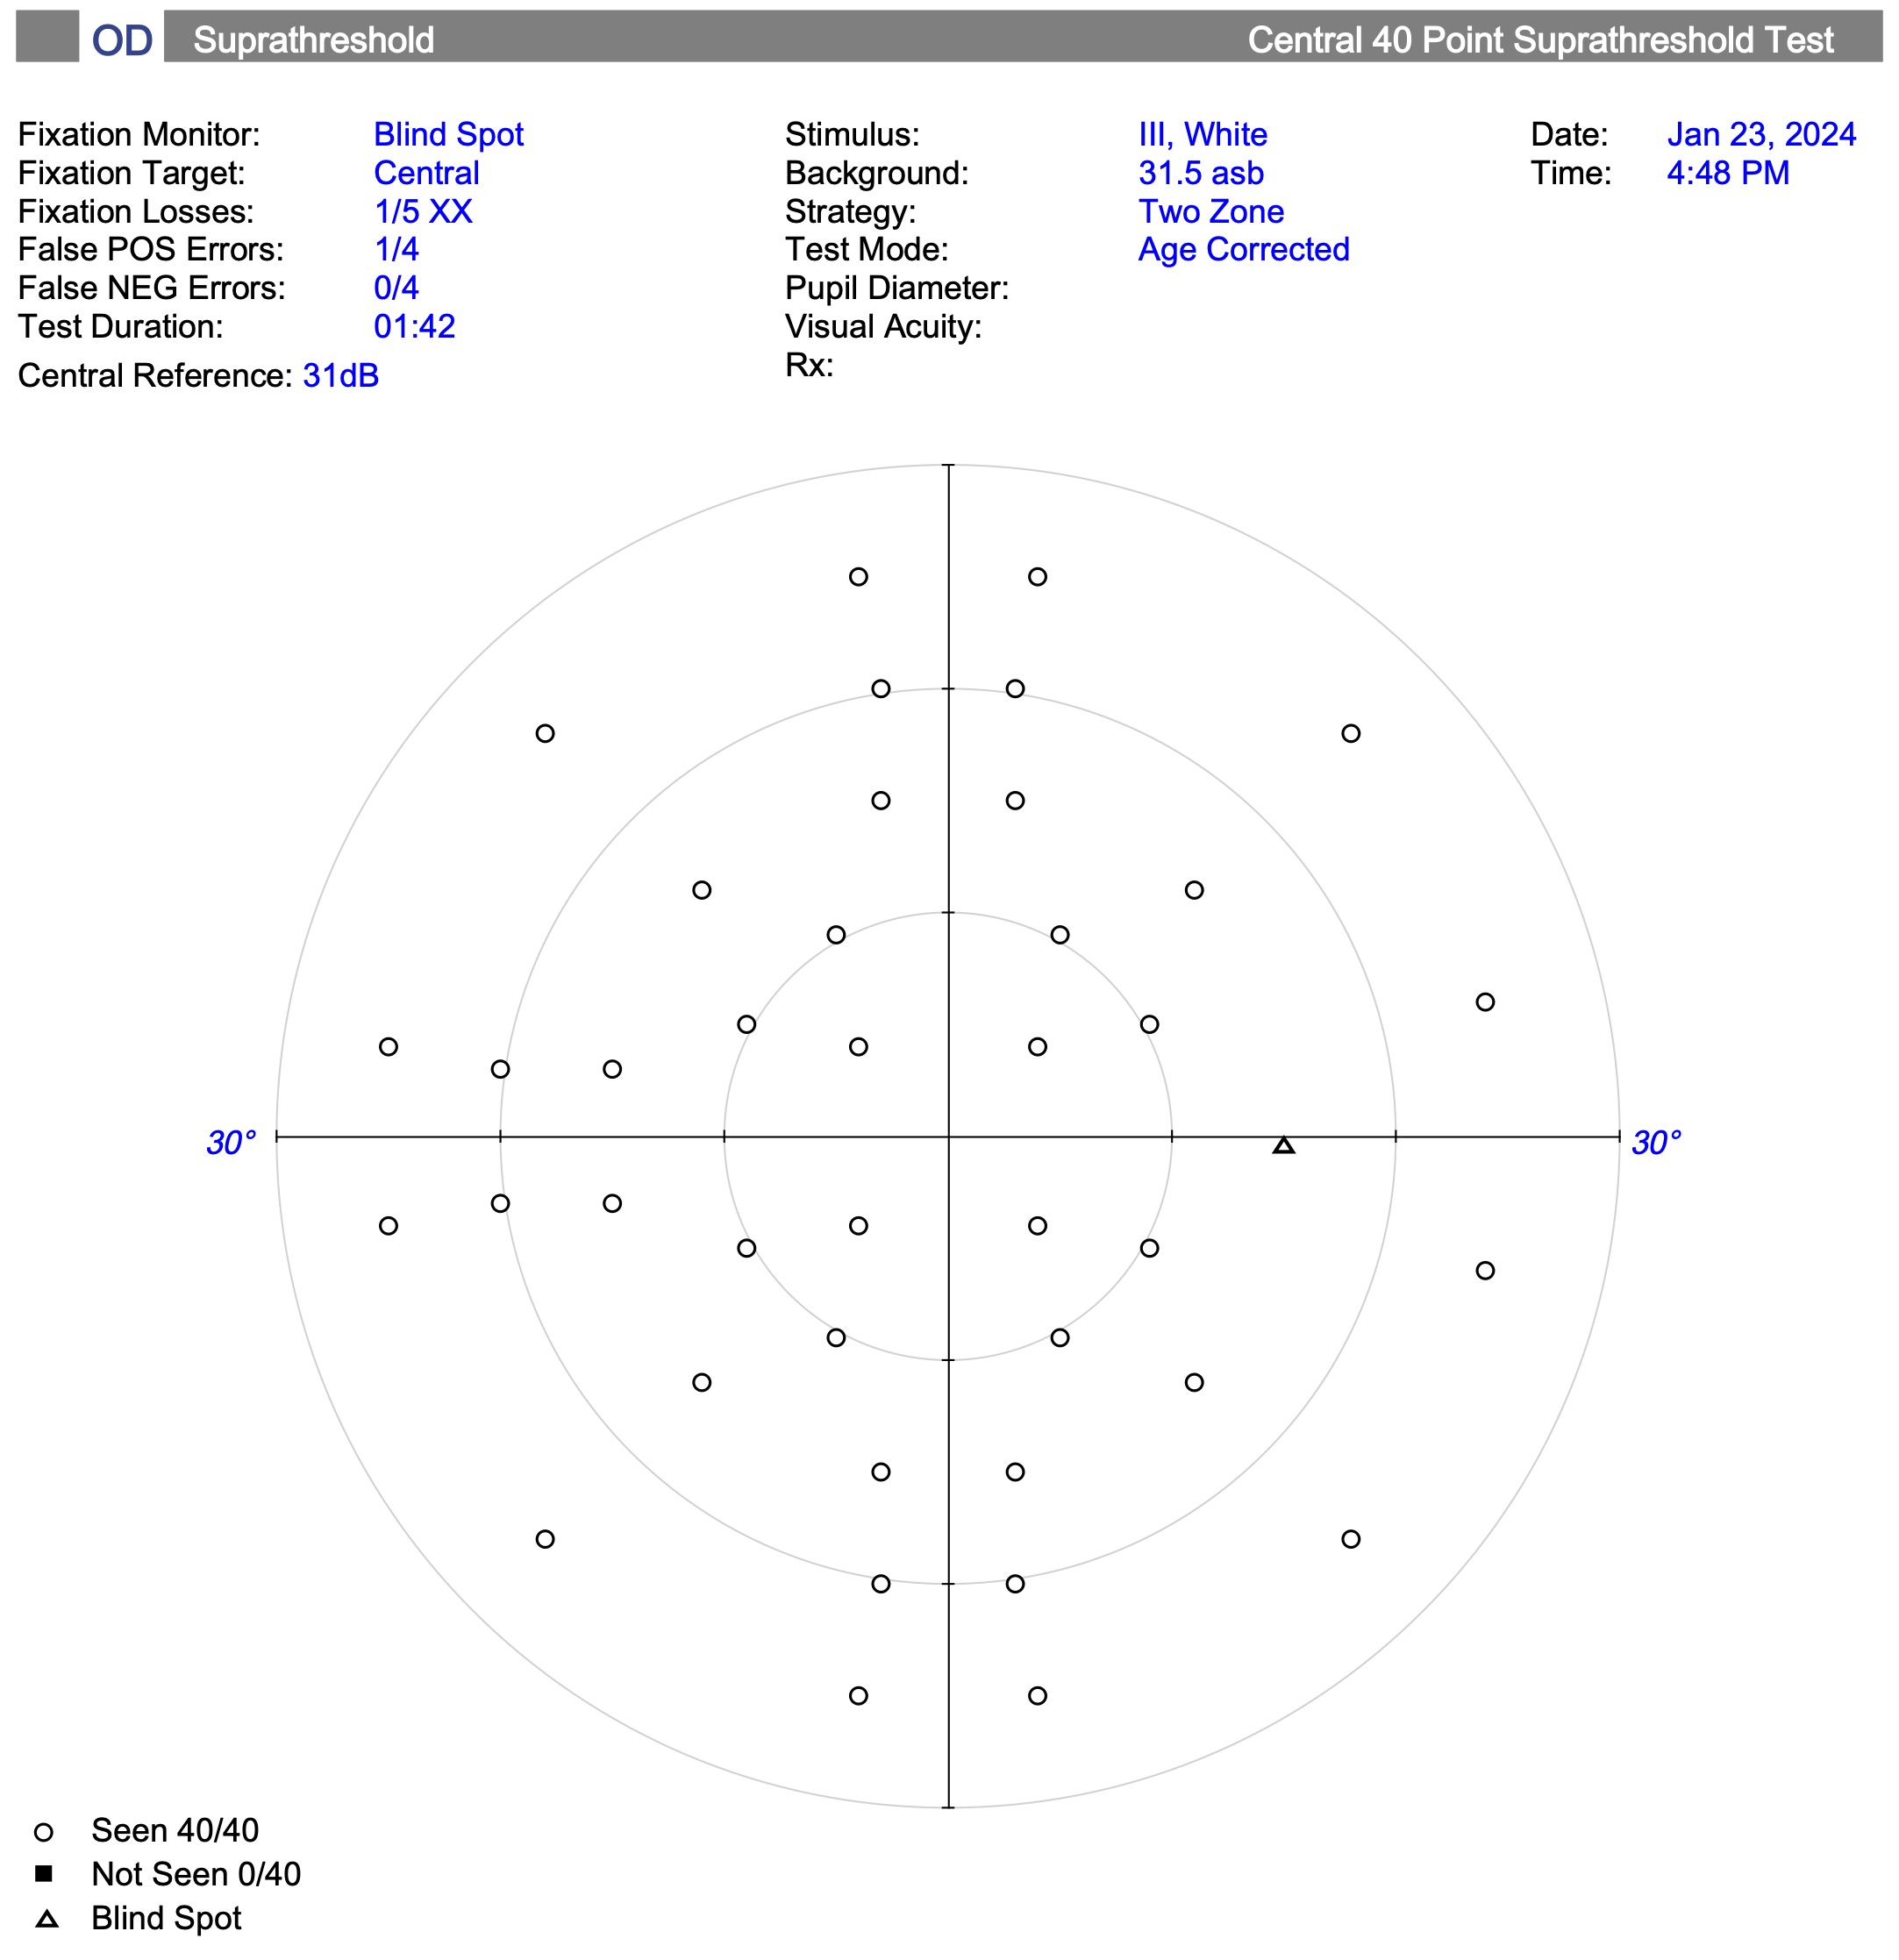 OD Suprathreshold Central 40 Point Suprathreshold Test
Fixation Monitor: Blind Spot Stimulus: III, White Date: Jan 23, 2024
Fixation Target: Central Background: 31.5 asb Time: 4:48 PM
Fixation Losses: 1/5 XX Strategy: Two Zone
False POS Errors: 1/4 Test Mode: Age Corrected
False NEG Errors: 0/4 Pupil Diameter:
Test Duration: 01:42 Visual Acuity:
Central Reference: 31dB Rx:
30° 30°
Seen 40/40
Not Seen 0/40
Blind Spot